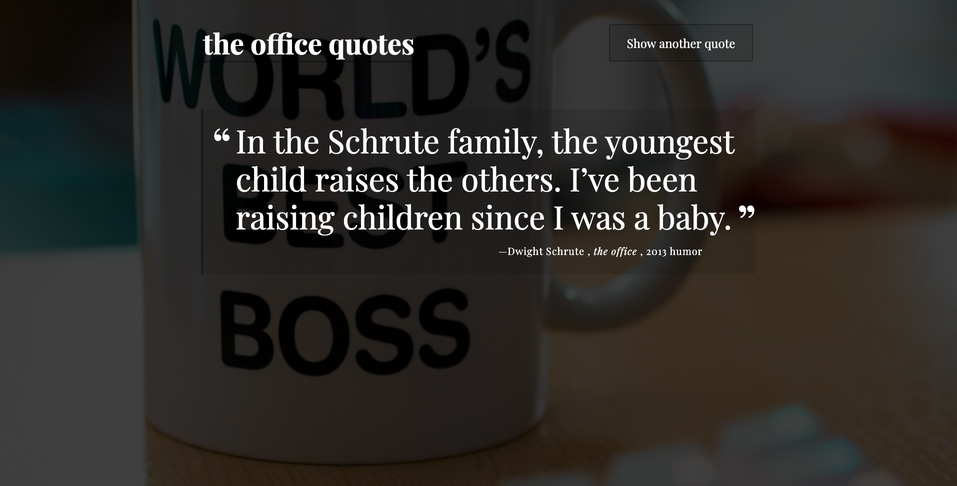 the office quotes
Show another quote
WORLD'S
BEST
BOSS
“ In the Schrute family, the youngest
child raises the others. I’ve been
raising children since I was a baby. ”
—Dwight Schrute , the office , 2013 humor